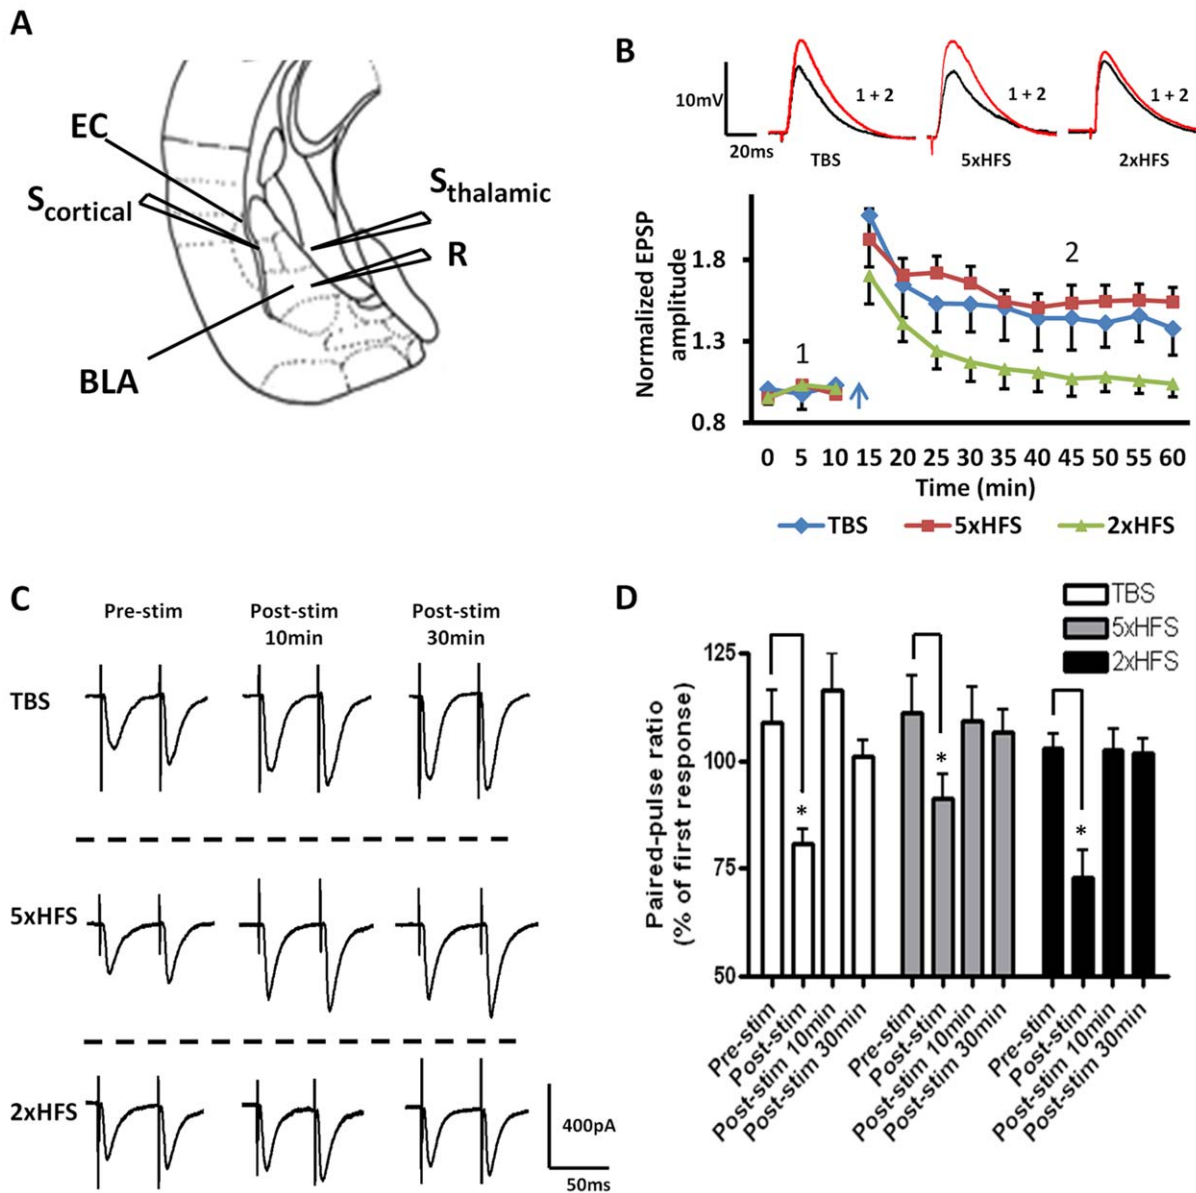 A
EC
S cortical
S thalamic
R
BLA
B
10mV
20ms
1 + 2
1 + 2
1 + 2
TBS
5xHFS
2xHFS
Normalized EPSP
amplitude
1.8
1.3
0.8
1
2
0 5 10 15 20 25 30 35 40 45 50 55 60
Time (min)
TBS 5xHFS 2xHFS
C
Pre-stim
Post-stim
10min
Post-stim
30min
TBS
5xHFS
2xHFS
400pA
50ms
D
TBS
5xHFS
2xHFS
Paired-pulse ratio
(% of first response)
125
100
75
50
*
*
*
Pre-stim
Post-stim
Post-stim 10min
Post-stim 30min
Pre-stim
Post-stim
Post-stim 10min
Post-stim 30min
Pre-stim
Post-stim
Post-stim 10min
Post-stim 30min